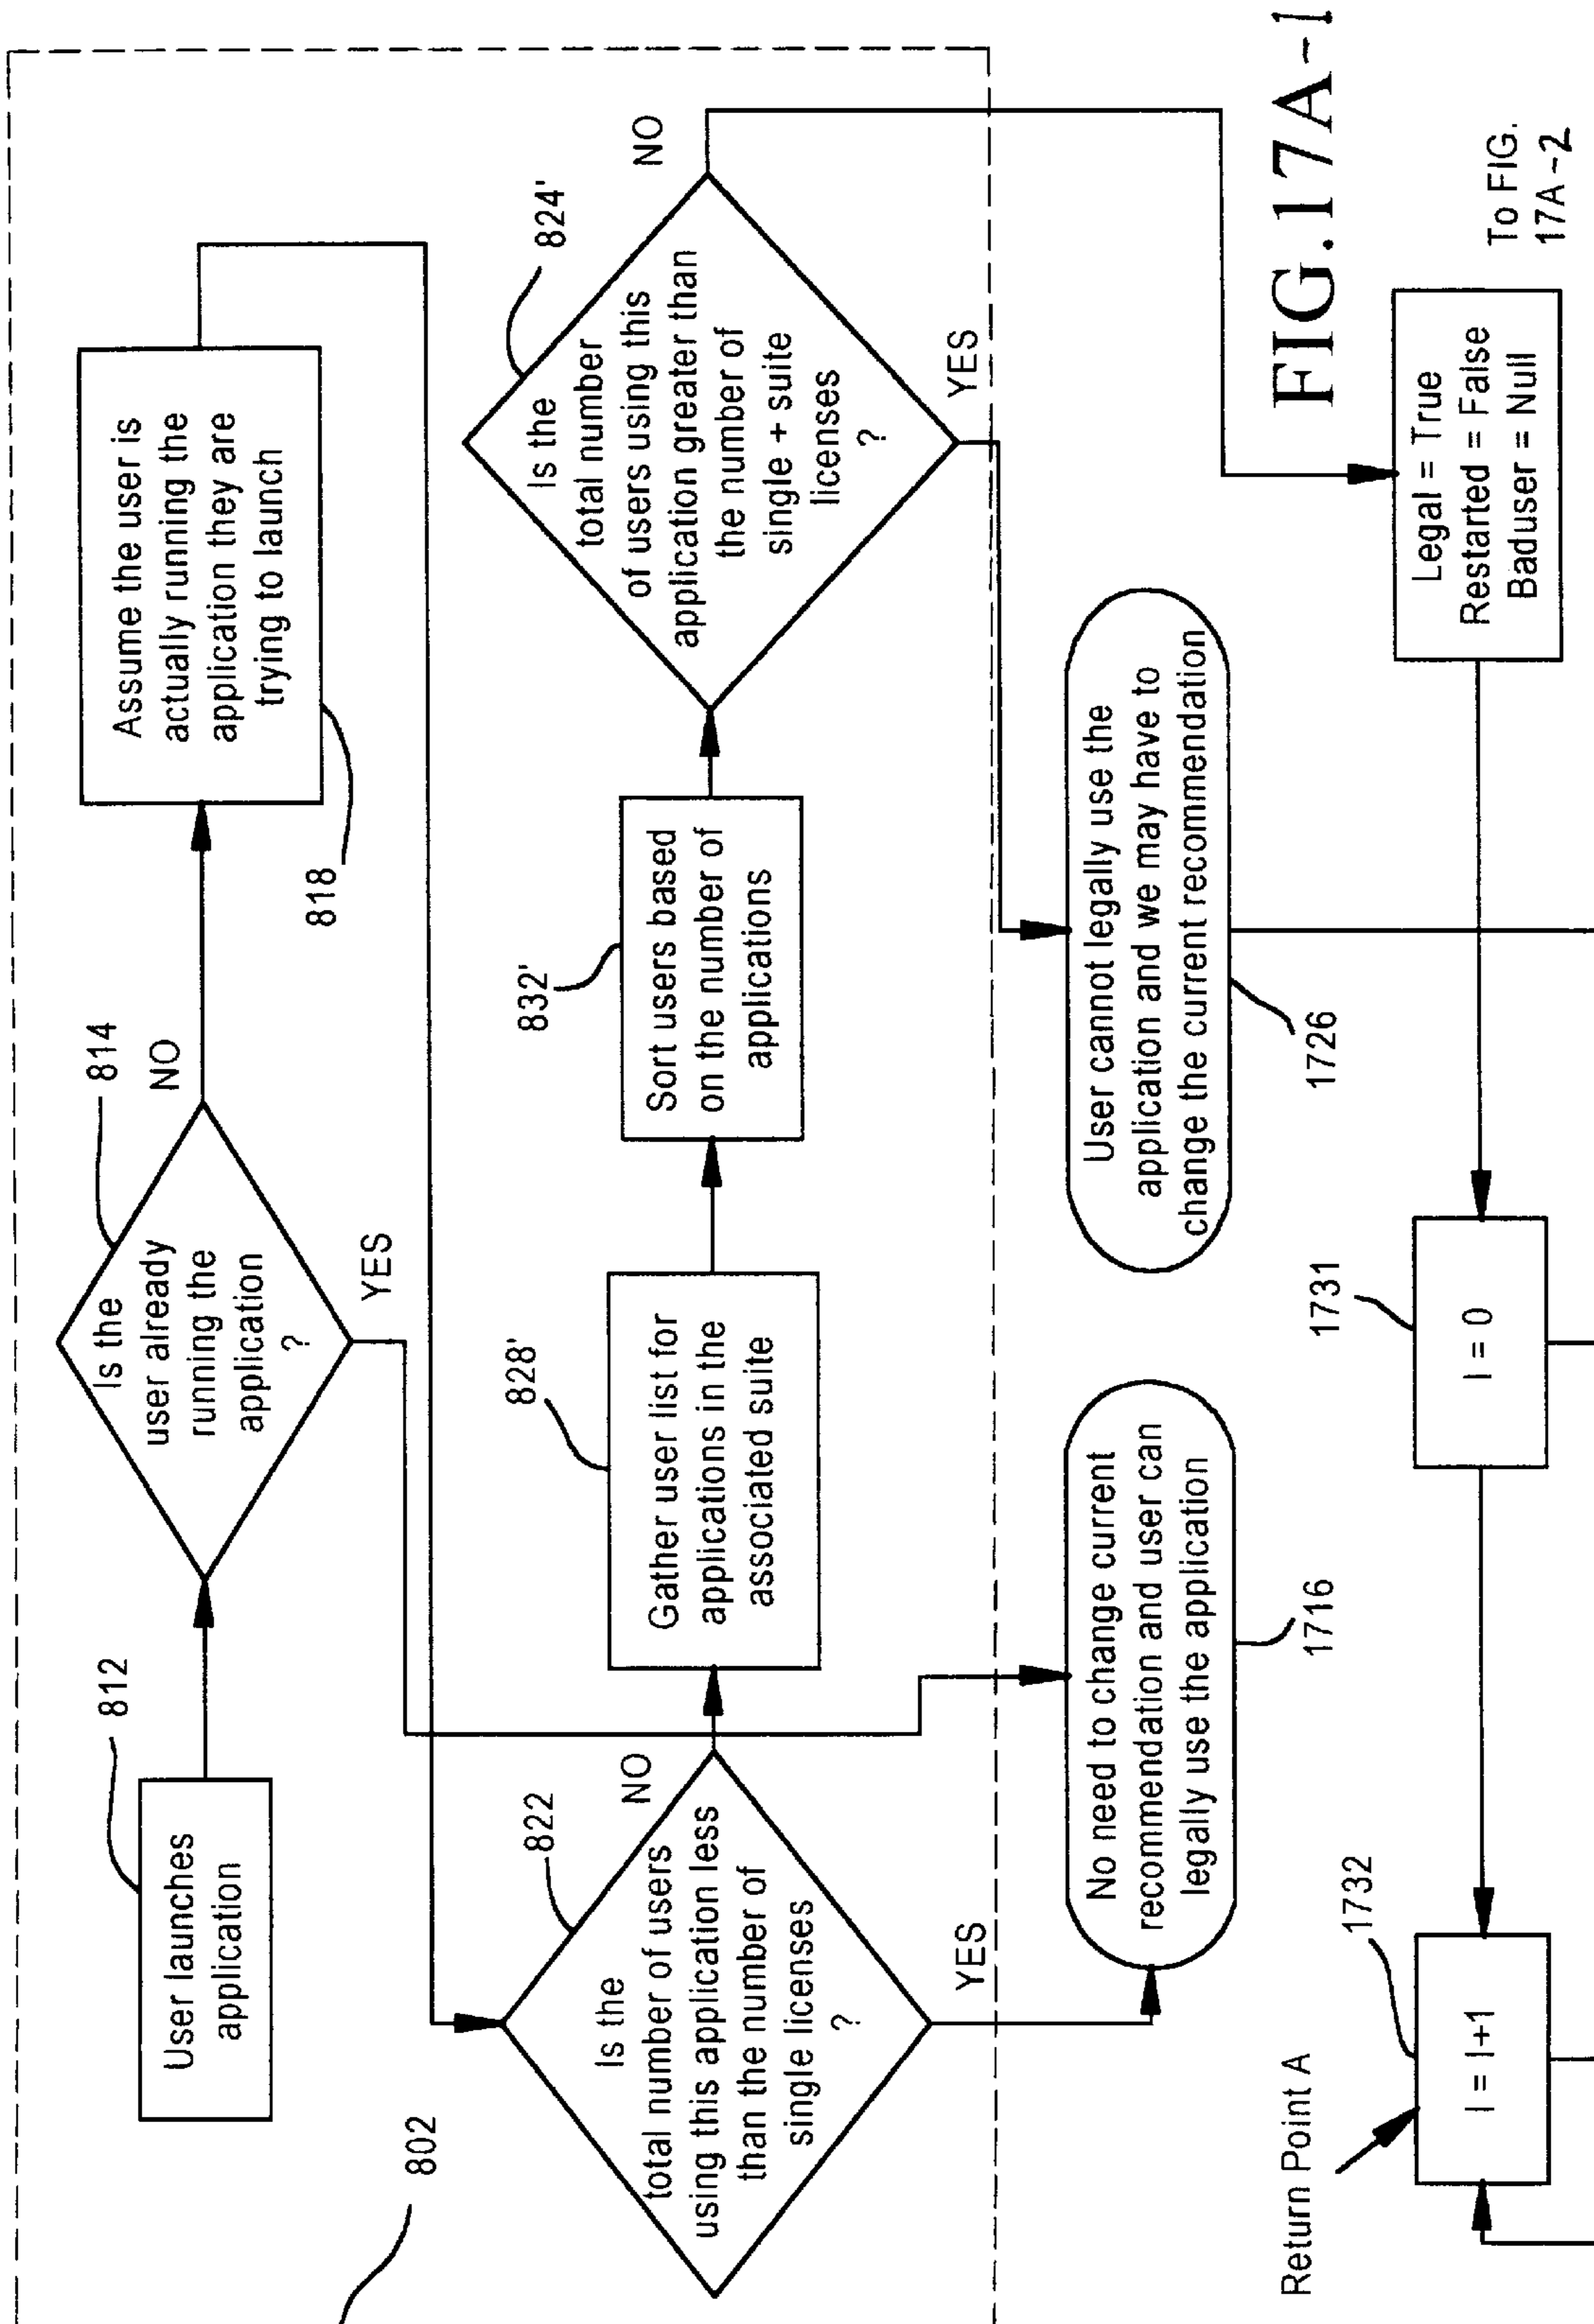 802
812
User launches
application
814
Is the
user already
running the
application
?
NO
YES
818
Assume the user is
actually running the
application they are
trying to launch
822
Is the
total number of users
using this application less
than the number of
single licenses
?
NO
YES
828'
Gather user list for
applications in the
associated suite
832'
Sort users based
on the number of
applications
824'
Is the
total number
of users using this
application greater than
the number of
single + suite
licenses
?
NO
YES
No need to change current
recommendation and user can
legally use the application
1716
User cannot legally use the
application and we may have to
change the current recommendation
1726
FIG.17A-1
Return Point A
1732
I = I+1
1731
I = 0
Legal = True
Restarted = False
Baduser = Null
To FIG.
17A-2